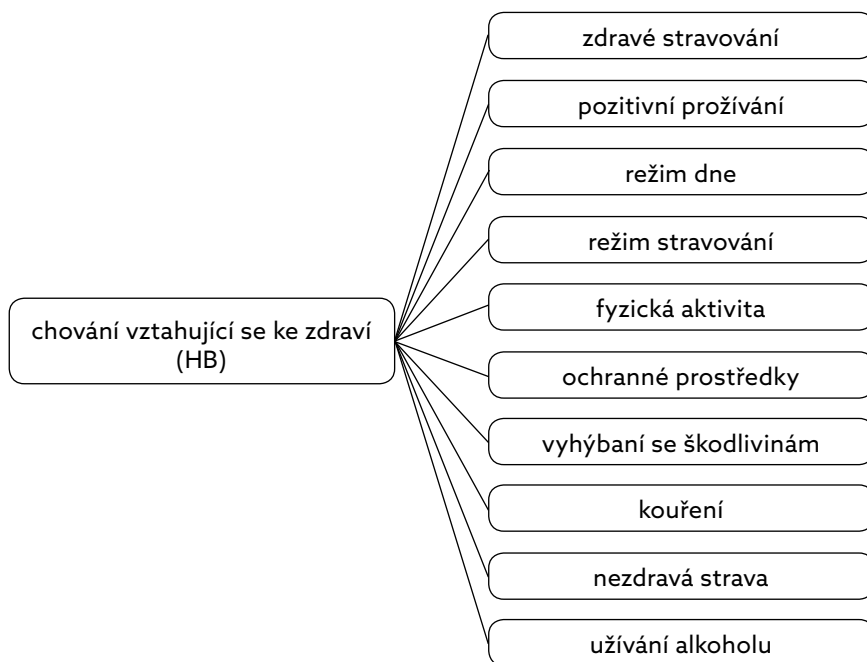 zdravé stravování
pozitivní prožívání
režim dne
režim stravování
fyzická aktivita
chování vztahující se ke zdraví
(HB)
ochranné prostředky
vyhýbaní se škodlivinám
kouření
nezdravá strava
užívání alkoholu